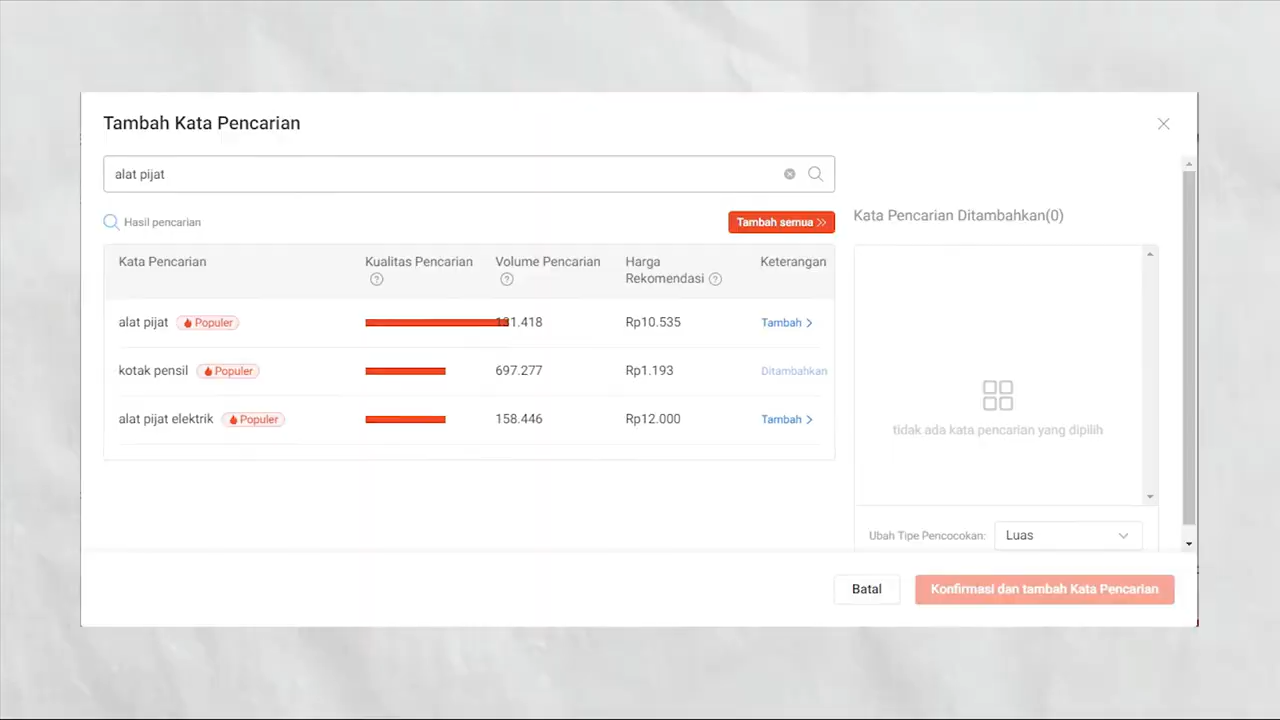 Tambah Kata Pencarian
alat pijat
Hasil pencarian
Tambah semua
Kata Pencarian Ditambahkan(0)
Kata Pencarian Kualitas Pencarian Volume Pencarian Harga Rekomendasi Keterangan
alat pijat Populer 131.418 Rp10.535 Tambah
kotak pensil Populer 697.277 Rp1.193 Ditambahkan
alat pijat elektrik Populer 158.446 Rp12.000 Tambah
tidak ada kata pencarian yang dipilih
Ubah Tipe Pencocokan: Luas
Batal
Konfirmasi dan tambah Kata Pencarian